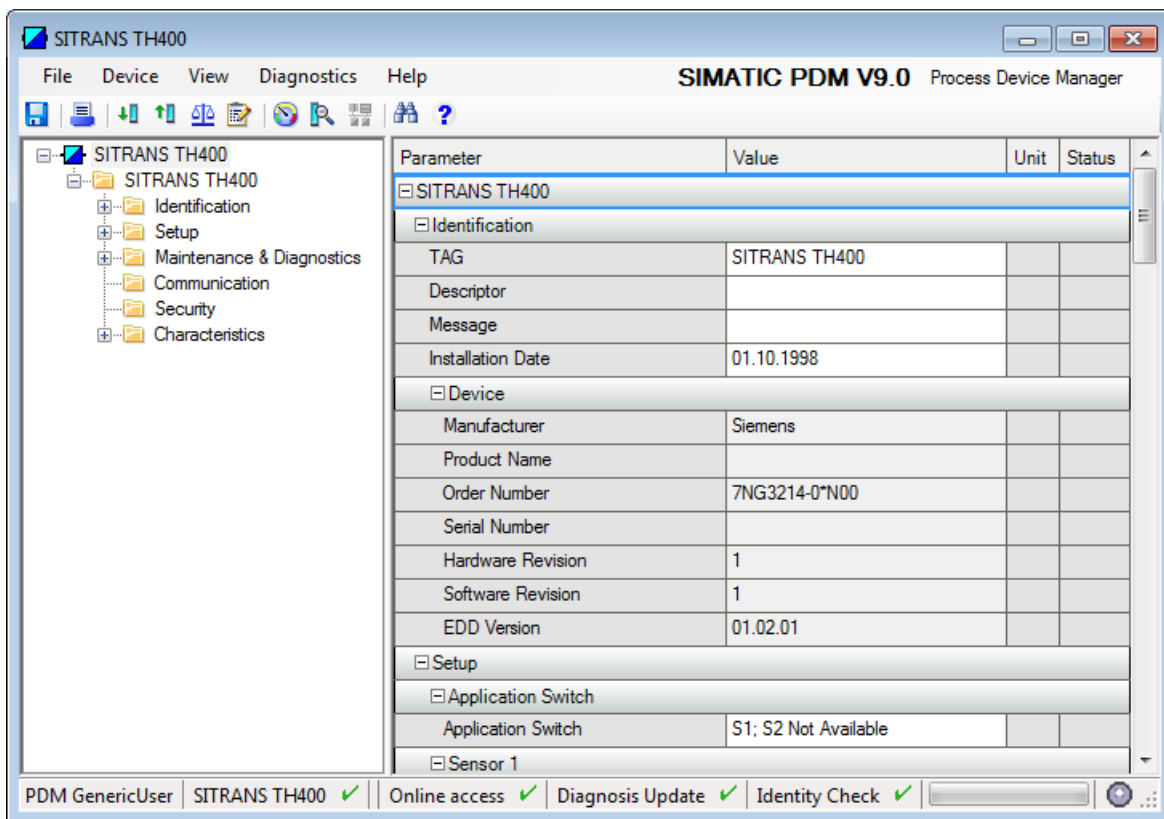 SITRANS TH400
File Device View Diagnostics Help SIMATIC PDM V9.0 Process Device Manager
SITRANS TH400
SITRANS TH400
Identification
Setup
Maintenance & Diagnostics
Communication
Security
Characteristics
Parameter Value Unit Status
SITRANS TH400
Identification
TAG SITRANS TH400
Descriptor
Message
Installation Date 01.10.1998
Device
Manufacturer Siemens
Product Name
Order Number 7NG3214-0*N00
Serial Number
Hardware Revision 1
Software Revision 1
EDD Version 01.02.01
Setup
Application Switch
Application Switch S1; S2 Not Available
Sensor 1
PDM GenericUser SITRANS TH400 Online access Diagnosis Update Identity Check